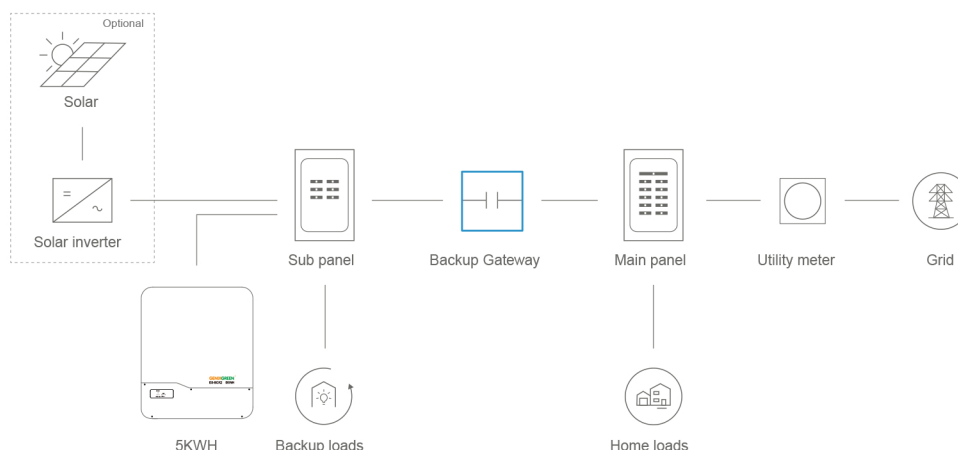 Optional
Solar
Solar inverter
Sub panel
Backup Gateway
Main panel
Utility meter
Grid
5KWH
Backup loads
Home loads